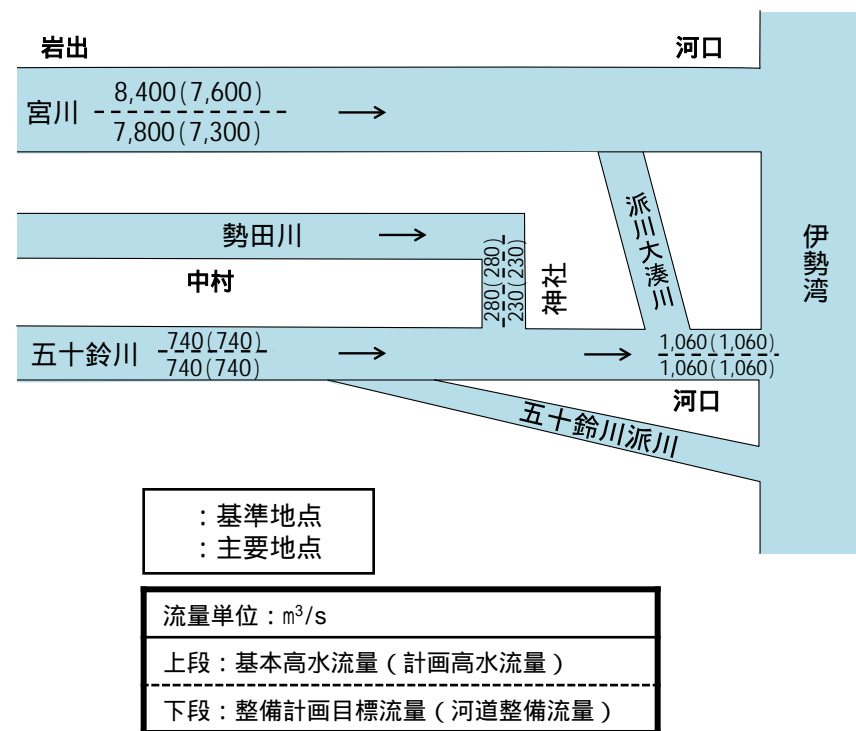 岩出
河口
宮川
8,400(7,600)
7,800(7,300)
→
派川大湊川
伊勢湾
勢田川
→
280(280)
230(230)
神社
中村
五十鈴川
740(740)
740(740)
→
→
1,060(1,060)
1,060(1,060)
河口
五十鈴川派川
：基準地点
：主要地点
流量単位：m³/s
上段：基本高水流量（計画高水流量）
下段：整備計画目標流量（河道整備流量）